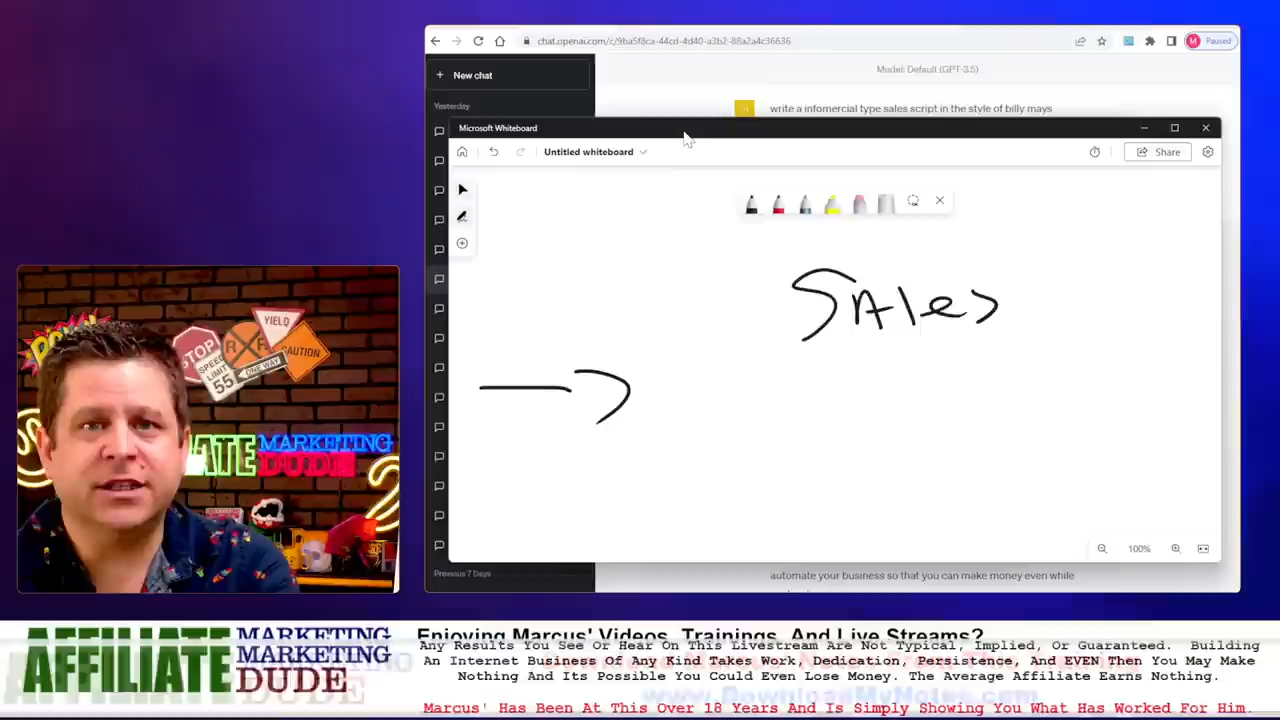 chat.openai.com/c/9ba5f8ca-44cd-4d40-a3b2-88a2a4c36636
M Paused
+ New chat
Model: Default (GPT-3.5)
Yesterday
write a infomercial type sales script in the style of billy mays
Microsoft Whiteboard
Untitled whiteboard
Share
Sales
100%
Previous 7 Days
automate your business so that you can make money even while
POW!
YIELD
STOP
R R
CAUTION
SPEED LIMIT 55
ONE WAY
ATE MARKETING
DUDE
2
AFFILIATE MARKETING DUDE
Enjoying Marcus' Videos, Trainings, And Live Streams?
Any Results You See Or Hear On This Livestream Are Not Typical, Implied, Or Guaranteed. Building
An Internet Business Of Any Kind Takes Work, Dedication, Persistence, And EVEN Then You May Make
Nothing And Its Possible You Could Even Lose Money. The Average Affiliate Earns Nothing.
Marcus' Has Been At This Over 18 Years And Is Simply Showing You What Has Worked For Him.